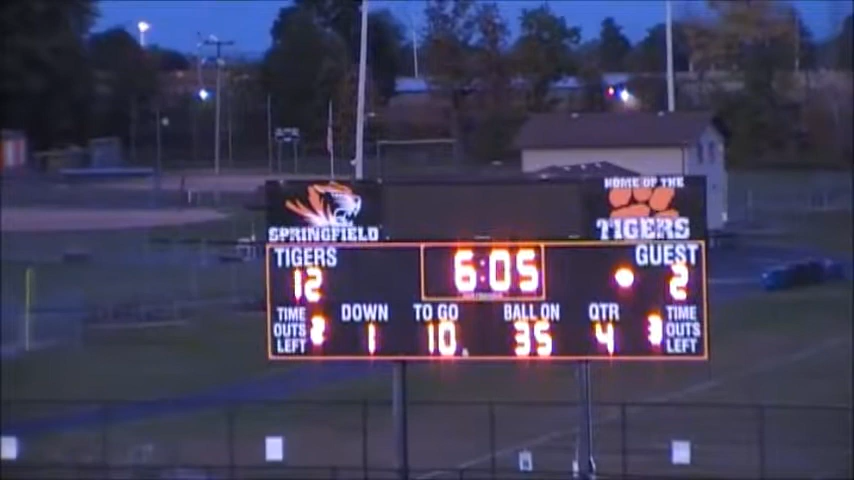 SPRINGFIELD
HOME OF THE
TIGERS
TIGERS 6:05 GUEST
12 2
TIME OUTS LEFT 2
DOWN 1
TO GO 10
BALL ON 35
QTR 4
3 TIME OUTS LEFT